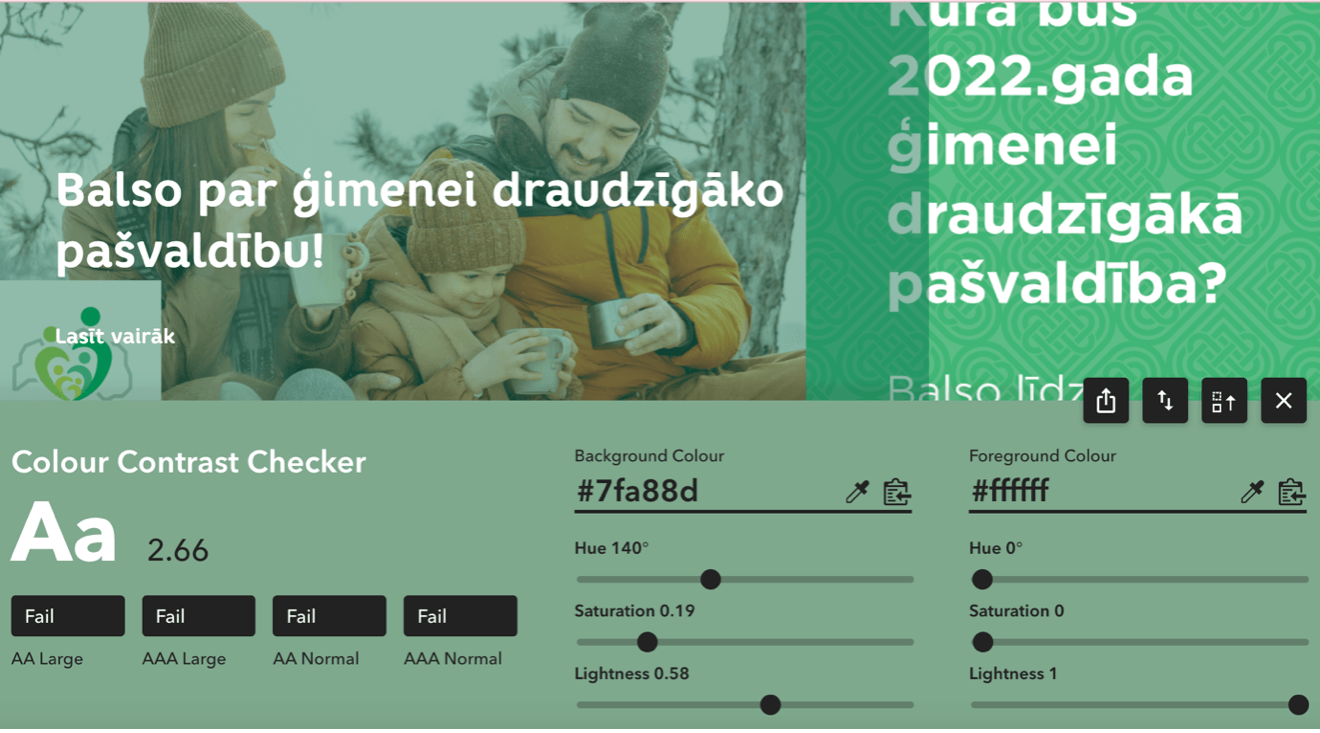 Balso par ģimenei draudzīgāko
pašvaldību!
Lasīt vairāk
Kurā būs
2022.gada
ģimenei
draudzīgākā
pašvaldība?
Balso līdz
Colour Contrast Checker
Aa
2.66
Fail
AA Large
Fail
AAA Large
Fail
AA Normal
Fail
AAA Normal
Background Colour
#7fa88d
Hue 140°
Saturation 0.19
Lightness 0.58
Foreground Colour
#ffffff
Hue 0°
Saturation 0
Lightness 1